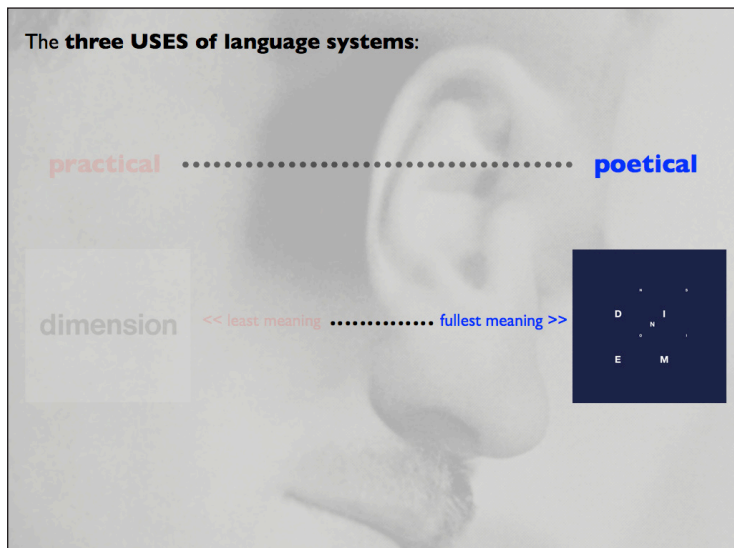 The three USES of language systems:
practical poetical
dimension << least meaning fullest meaning >>
D I
N
E M